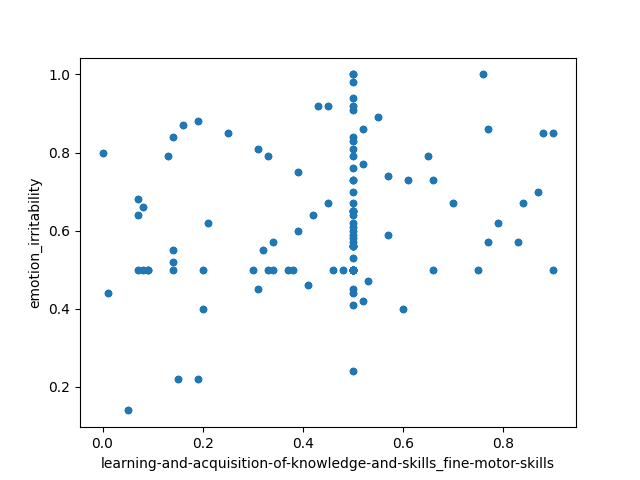 1.0
0.8
0.6
0.4
0.2
emotion_irritability
0.0 0.2 0.4 0.6 0.8
learning-and-acquisition-of-knowledge-and-skills_fine-motor-skills